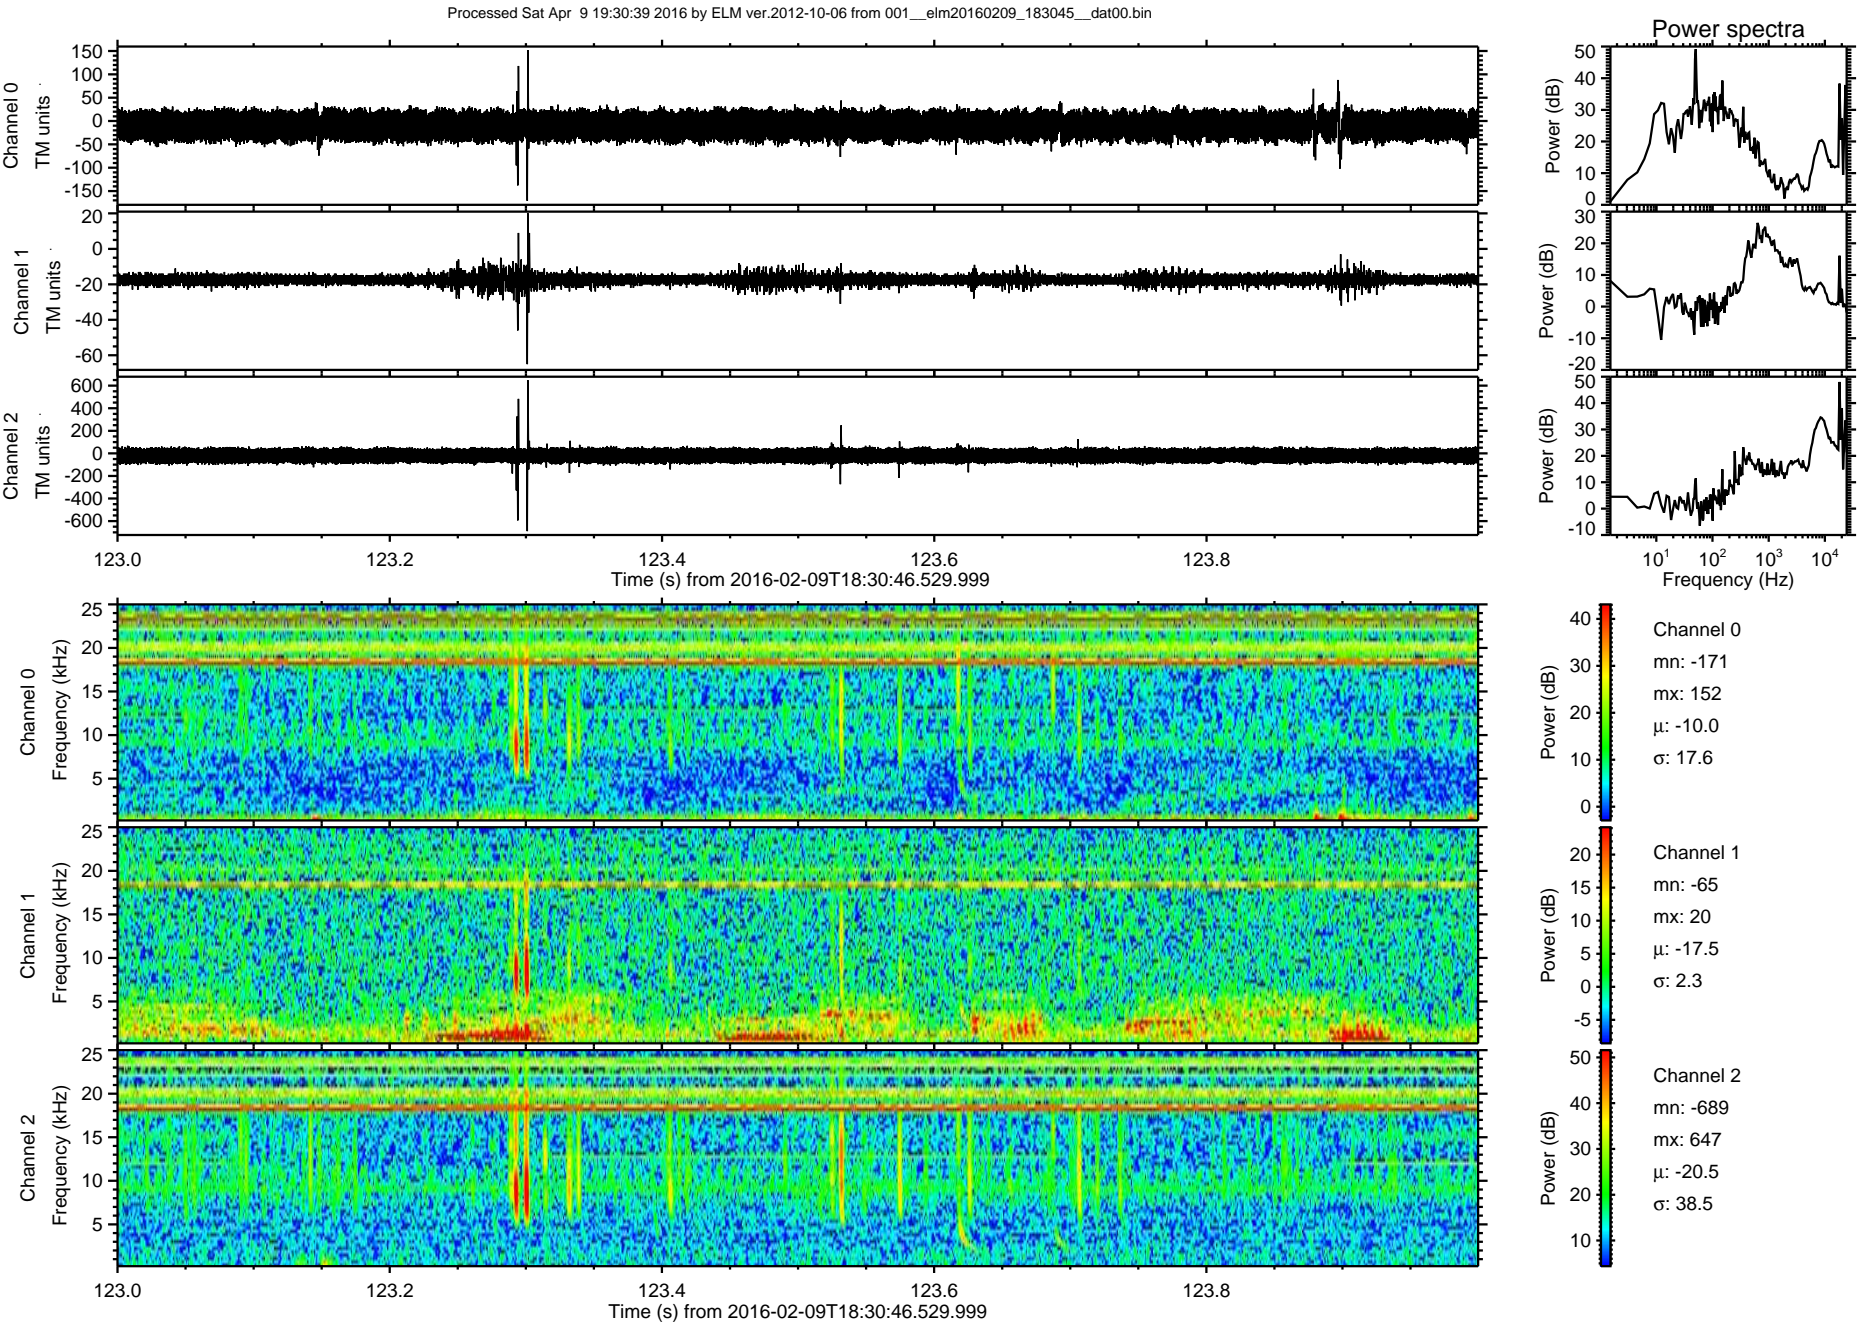 Processed Sat Apr 9 19:30:39 2016 by ELM ver.2012-10-06 from 001__elm20160209_183045__dat00.bin
Power spectra
Channel 0
TM units
150
100
50
0
-50
-100
-150
Power (dB)
50
40
30
20
10
0
Channel 1
TM units
20
0
-20
-40
-60
Power (dB)
30
20
10
0
-10
-20
Channel 2
TM units
600
400
200
0
-200
-400
-600
Power (dB)
50
40
30
20
10
0
-10
123.0 123.2 123.4 123.6 123.8
Time (s) from 2016-02-09T18:30:46.529.999
10¹ 10² 10³ 10⁴
Frequency (Hz)
Channel 0
Frequency (kHz)
25
20
15
10
5
Power (dB)
40
30
20
10
0
Channel 0
mn: -171
mx: 152
μ: -10.0
σ: 17.6
Channel 1
Frequency (kHz)
25
20
15
10
5
Power (dB)
20
15
10
5
0
-5
Channel 1
mn: -65
mx: 20
μ: -17.5
σ: 2.3
Channel 2
Frequency (kHz)
25
20
15
10
5
Power (dB)
50
40
30
20
10
Channel 2
mn: -689
mx: 647
μ: -20.5
σ: 38.5
123.0 123.2 123.4 123.6 123.8
Time (s) from 2016-02-09T18:30:46.529.999